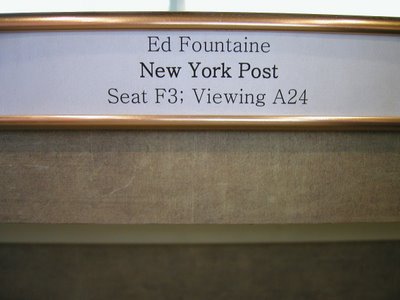 Ed Fountaine
New York Post
Seat F3; Viewing A24